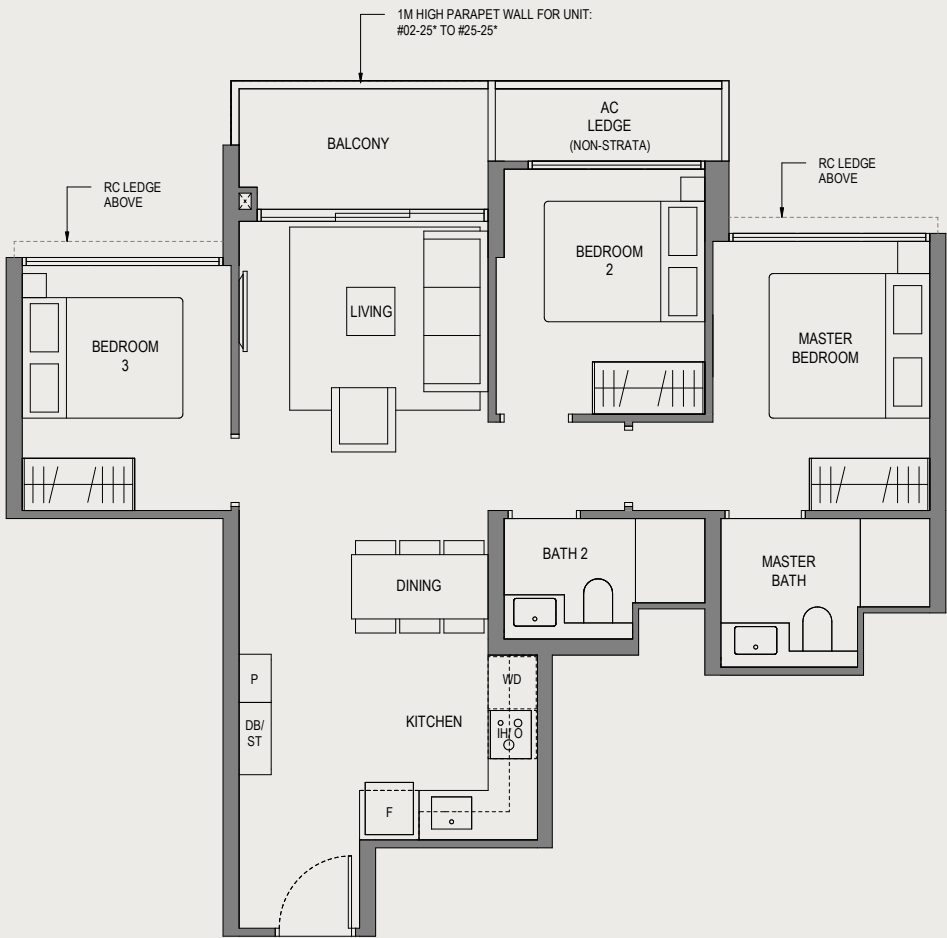 1M HIGH PARAPET WALL FOR UNIT:
#02-25* TO #25-25*
AC
LEDGE
(NON-STRATA)
BALCONY
RC LEDGE
ABOVE
RC LEDGE
ABOVE
BEDROOM
2
LIVING
BEDROOM
3
MASTER
BEDROOM
BATH 2
MASTER
BATH
DINING
P
WD
DB/
ST
KITCHEN
IH/O
F